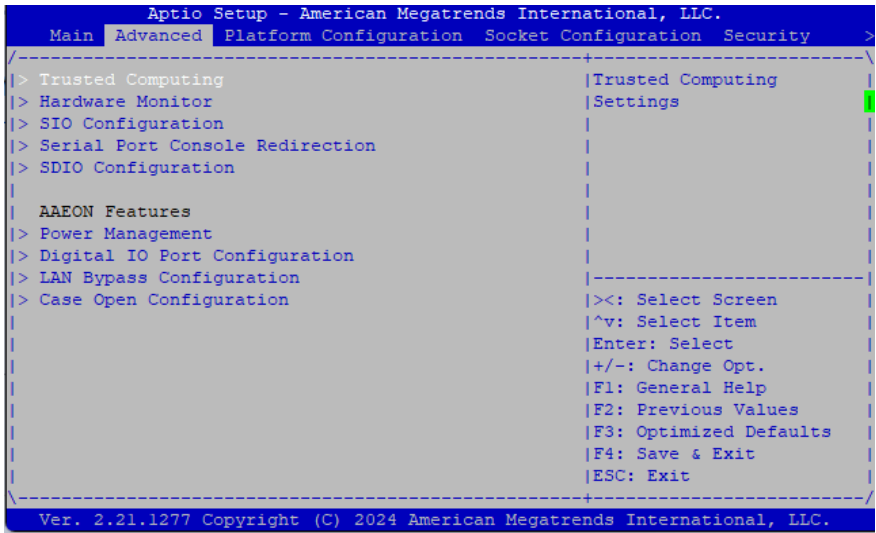 Aptio Setup - American Megatrends International, LLC.
Main Advanced Platform Configuration Socket Configuration Security >
/-----------------------------------------------------+-------------------------\
|> Trusted Computing |Trusted Computing |
|> Hardware Monitor |Settings |
|> SIO Configuration | |
|> Serial Port Console Redirection | |
|> SDIO Configuration | |
| | |
| AAEON Features | |
|> Power Management | |
|> Digital IO Port Configuration | |
|> LAN Bypass Configuration |-------------------------|
|> Case Open Configuration |><: Select Screen |
| |^v: Select Item |
| |Enter: Select |
| |+/-: Change Opt. |
| |F1: General Help |
| |F2: Previous Values |
| |F3: Optimized Defaults |
| |F4: Save & Exit |
| |ESC: Exit |
\-----------------------------------------------------+-------------------------/
Ver. 2.21.1277 Copyright (C) 2024 American Megatrends International, LLC.